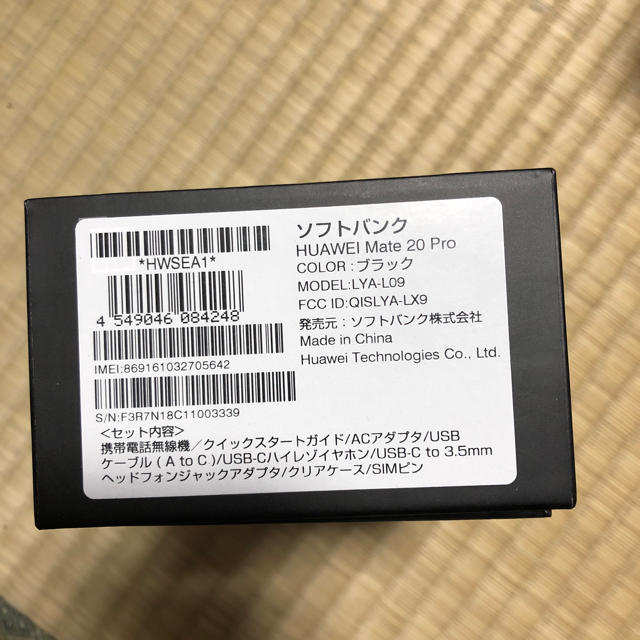 *HWSEA1*
4 549046 084248
IMEI:869161032705642
S/N:F3R7N18C11003339
ソフトバンク
HUAWEI Mate 20 Pro
COLOR：ブラック
MODEL:LYA-L09
FCC ID:QISLYA-LX9
発売元：ソフトバンク株式会社
Made in China
Huawei Technologies Co., Ltd.
<セット内容>
携帯電話無線機／クイックスタートガイド/ACアダプタ/USB
ケーブル ( A to C )/USB-Cハイレゾイヤホン/USB-C to 3.5mm
ヘッドフォンジャックアダプタ/クリアケース/SIMピン